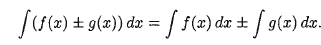 ∫(f(x) ± g(x)) dx = ∫ f(x) dx ± ∫ g(x) dx.